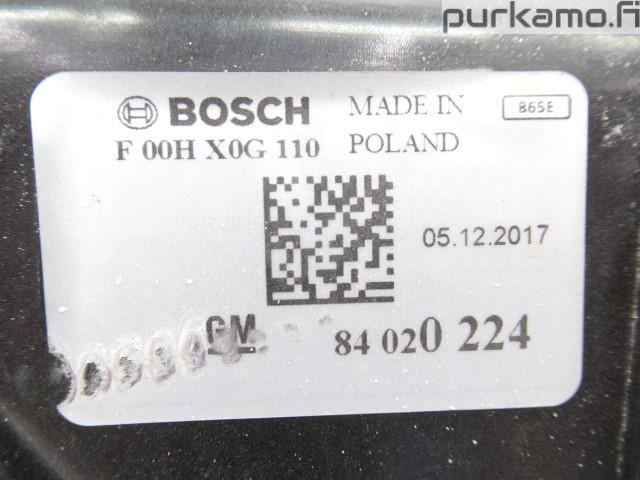 purkamo.fi
BOSCH MADE IN B65E
F 00H X0G 110 POLAND
05.12.2017
GM 84 020 224